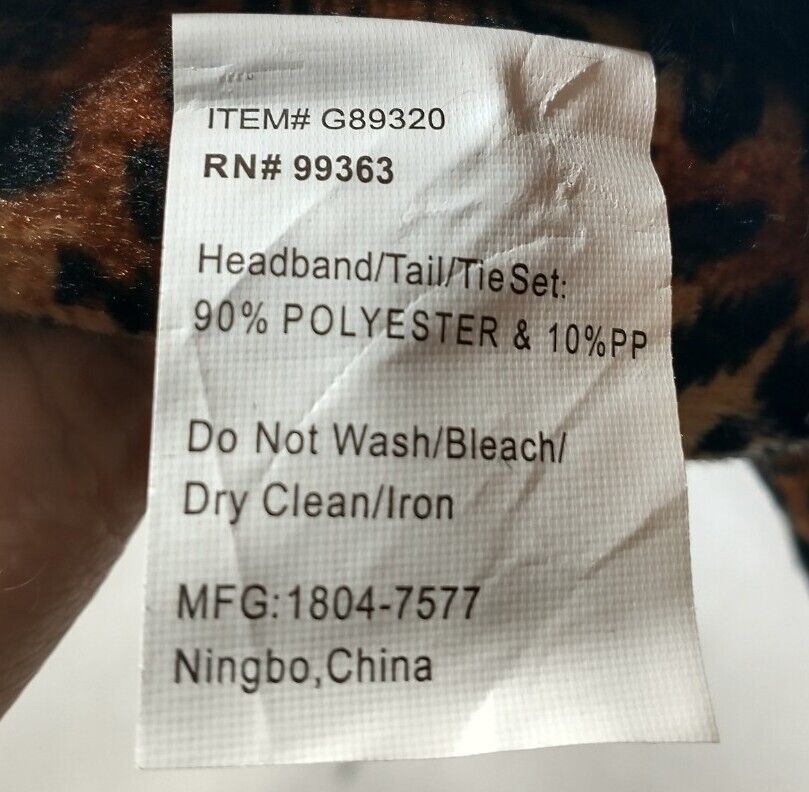 ITEM# G89320
RN# 99363
Headband/Tail/Tie Set:
90% POLYESTER & 10%PP
Do Not Wash/Bleach/
Dry Clean/Iron
MFG:1804-7577
Ningbo,China